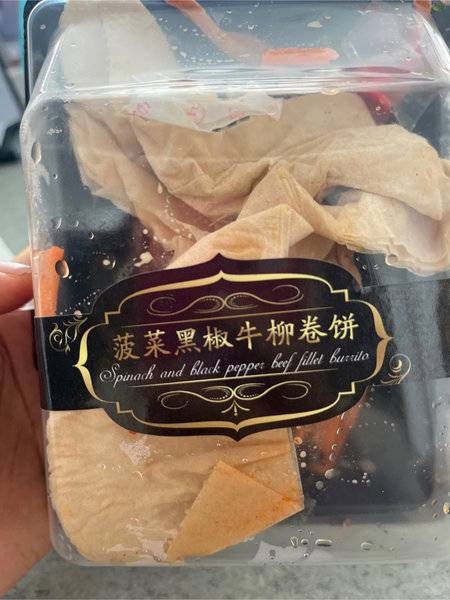 菠菜黑椒牛柳卷饼
Spinach and black pepper beef fillet burrito